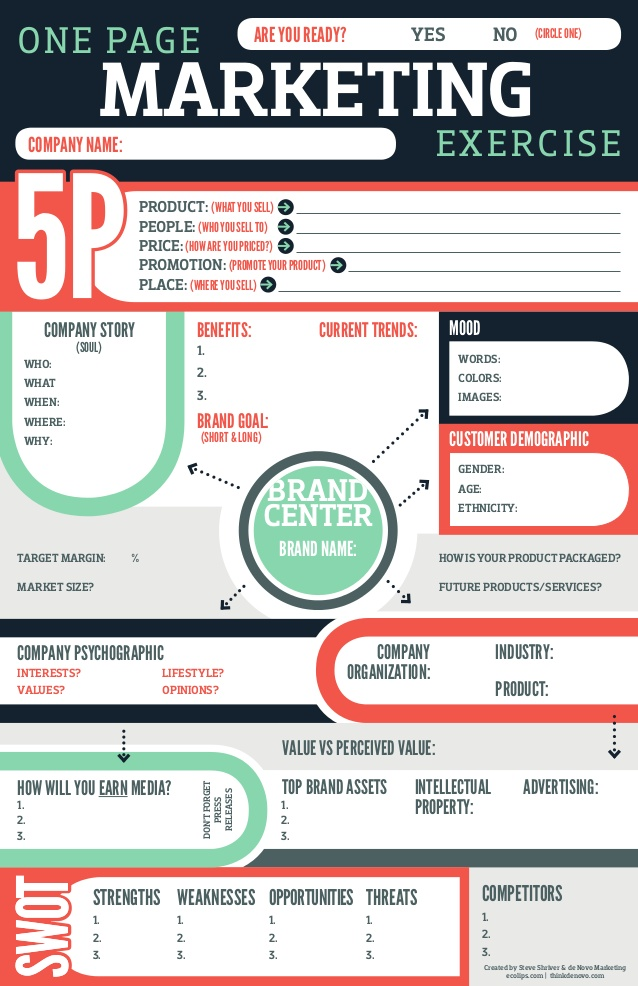 ONE PAGE
ARE YOU READY? YES NO (CIRCLE ONE)
MARKETING
COMPANY NAME:
EXERCISE
5P
PRODUCT: (WHAT YOU SELL)
PEOPLE: (WHO YOU SELL TO)
PRICE: (HOW ARE YOU PRICED?)
PROMOTION: (PROMOTE YOUR PRODUCT)
PLACE: (WHERE YOU SELL)
COMPANY STORY
(SOUL)
WHO:
WHAT
WHEN:
WHERE:
WHY:
BENEFITS:
1.
2.
3.
CURRENT TRENDS:
BRAND GOAL:
(SHORT & LONG)
MOOD
WORDS:
COLORS:
IMAGES:
CUSTOMER DEMOGRAPHIC
GENDER:
AGE:
ETHNICITY:
BRAND
CENTER
BRAND NAME:
TARGET MARGIN: %
MARKET SIZE?
HOW IS YOUR PRODUCT PACKAGED?
FUTURE PRODUCTS/SERVICES?
COMPANY PSYCHOGRAPHIC
INTERESTS? LIFESTYLE?
VALUES? OPINIONS?
COMPANY
ORGANIZATION:
INDUSTRY:
PRODUCT:
VALUE VS PERCEIVED VALUE:
HOW WILL YOU EARN MEDIA?
1.
2.
3.
DON'T FORGET
PRESS
RELEASES
TOP BRAND ASSETS
1.
2.
3.
INTELLECTUAL
PROPERTY:
ADVERTISING:
SWOT
STRENGTHS
1.
2.
3.
WEAKNESSES
1.
2.
3.
OPPORTUNITIES
1.
2.
3.
THREATS
1.
2.
3.
COMPETITORS
1.
2.
3.
Created by Steve Shriver & de Novo Marketing
ecolips.com | thinkdenovo.com